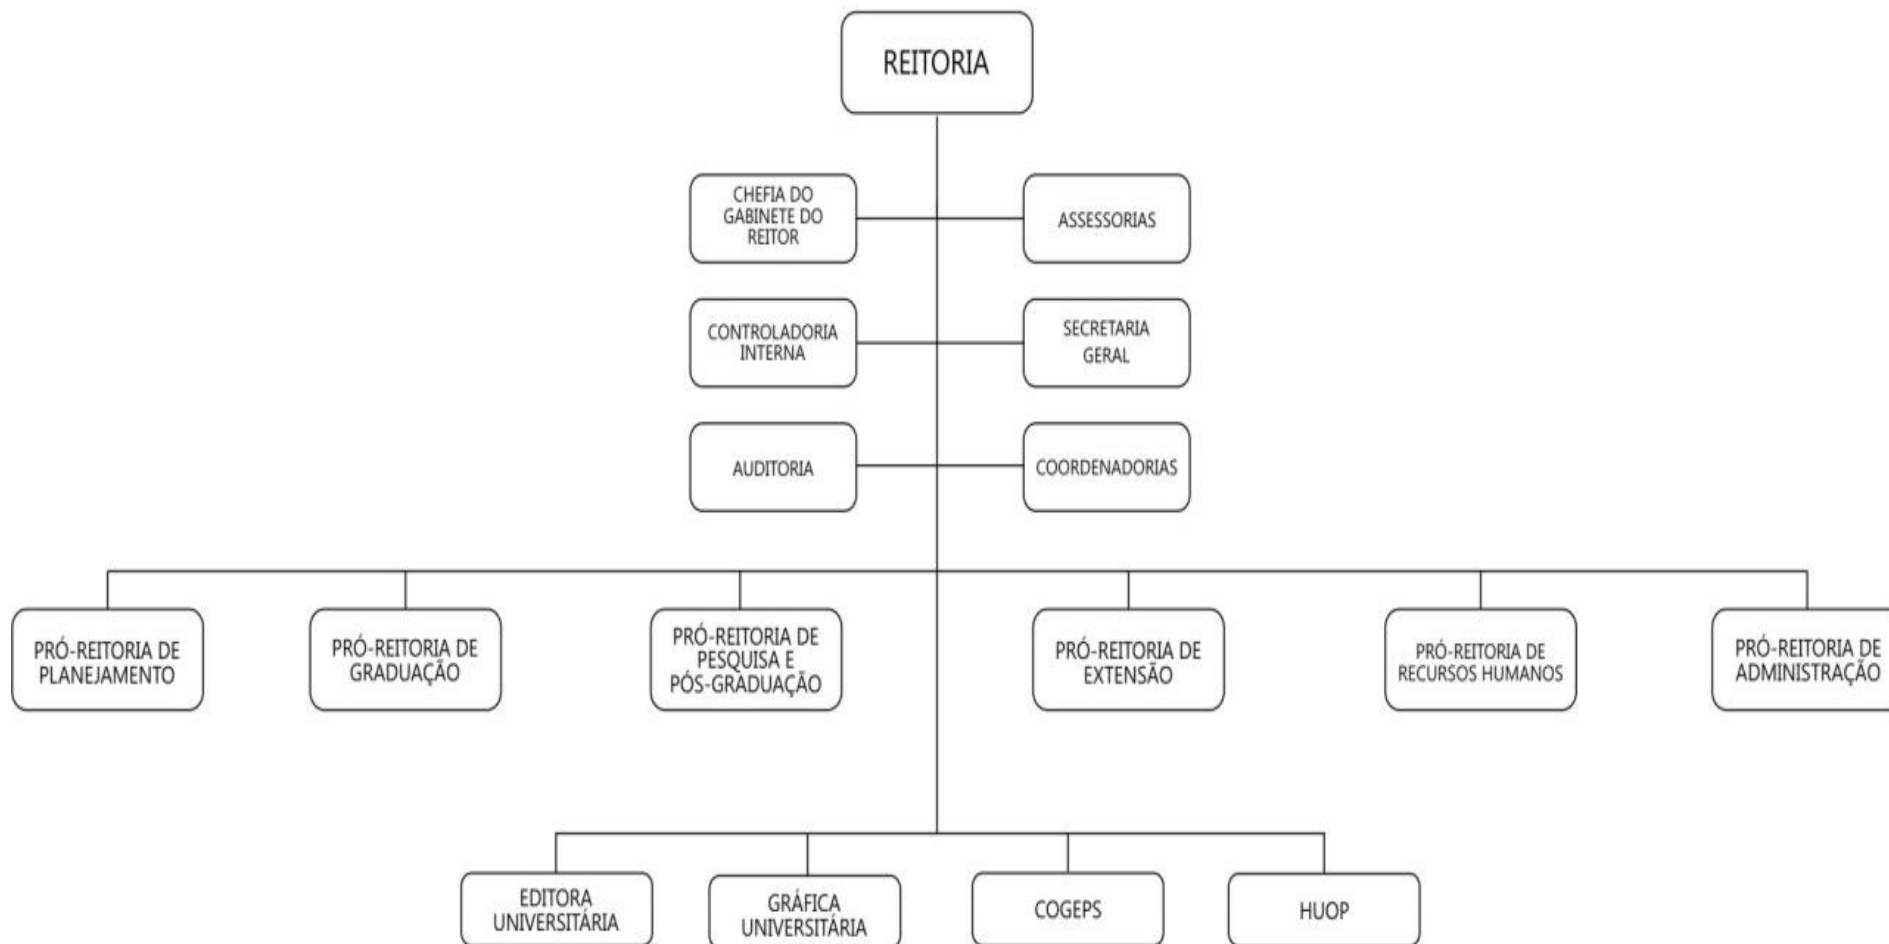 REITORIA
CHEFIA DO
GABINETE DO
REITOR
ASSESSORIAS
CONTROLADORIA
INTERNA
SECRETARIA
GERAL
AUDITORIA
COORDENADORIAS
PRÓ-REITORIA DE
PLANEJAMENTO
PRÓ-REITORIA DE
GRADUAÇÃO
PRÓ-REITORIA DE
PESQUISA E
PÓS-GRADUAÇÃO
PRÓ-REITORIA DE
EXTENSÃO
PRÓ-REITORIA DE
RECURSOS HUMANOS
PRÓ-REITORIA DE
ADMINISTRAÇÃO
EDITORA
UNIVERSITÁRIA
GRÁFICA
UNIVERSITÁRIA
COGEPS
HUOP